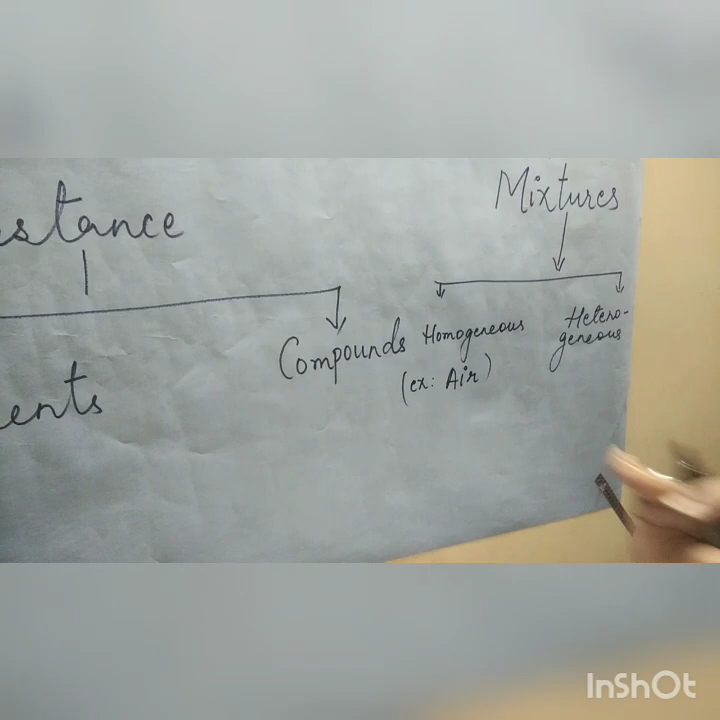 Mixtures
stance
Homogeneous
Hetero-
geneous
Compounds
(ex: Air)
ents
InShOt